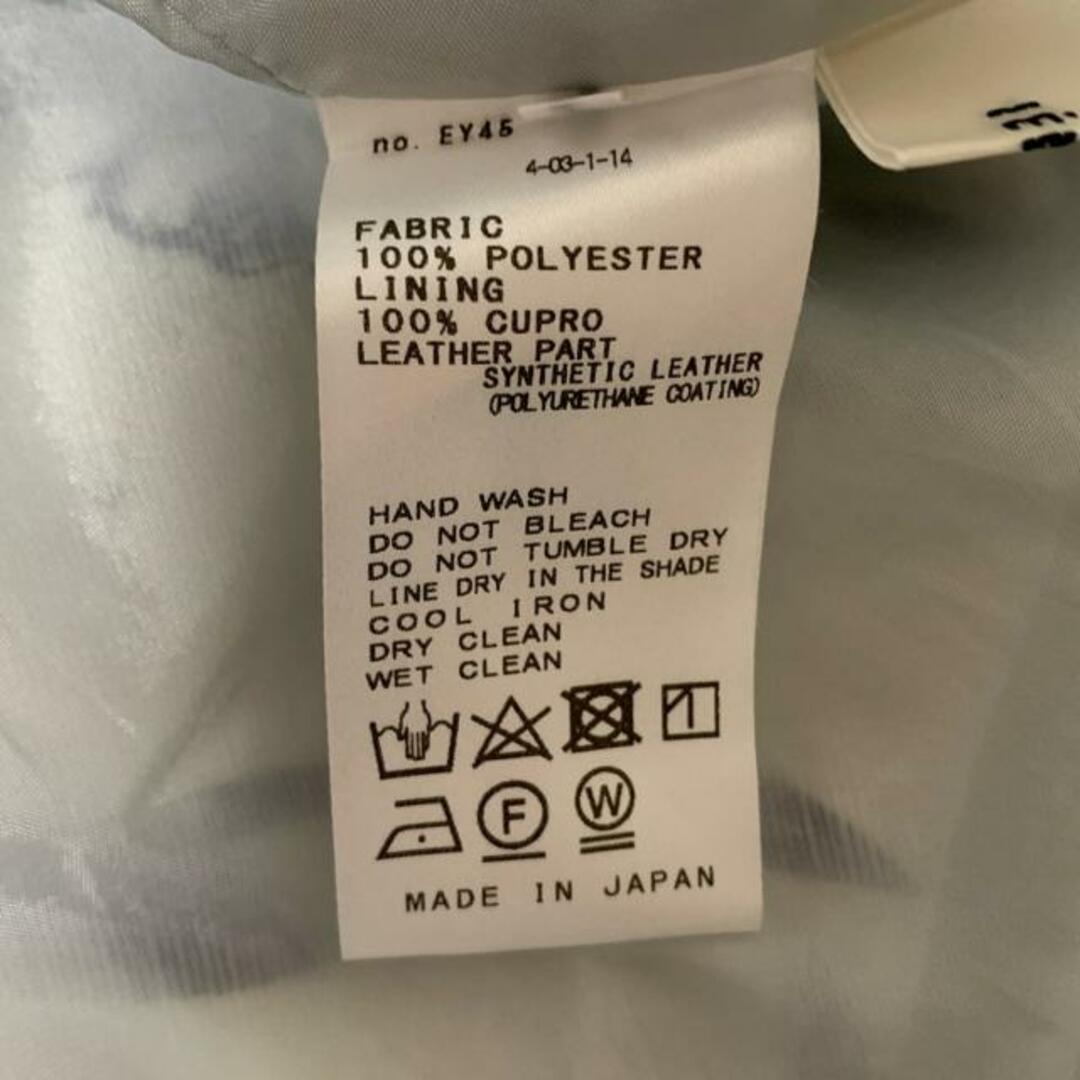 no. EY45
4-03-1-14
FABRIC
100% POLYESTER
LINING
100% CUPRO
LEATHER PART
SYNTHETIC LEATHER
(POLYURETHANE COATING)
HAND WASH
DO NOT BLEACH
DO NOT TUMBLE DRY
LINE DRY IN THE SHADE
COOL IRON
DRY CLEAN
WET CLEAN
F W
MADE IN JAPAN